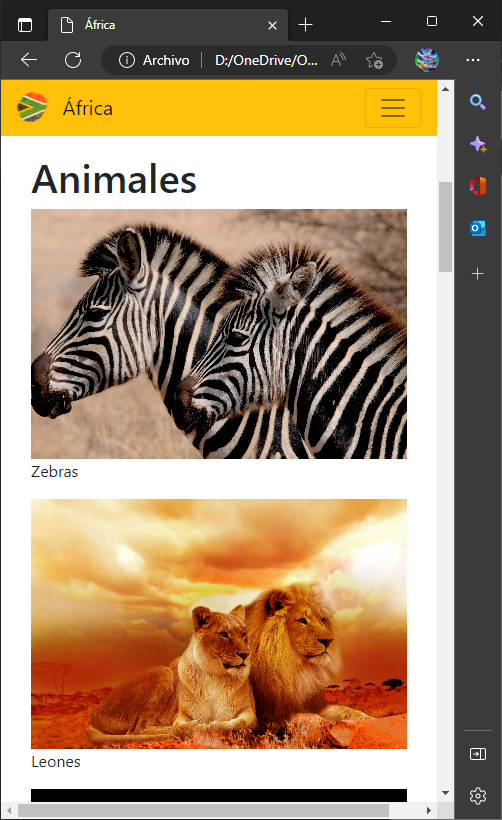 África
Archivo
D:/OneDrive/O...
África
Animales
Zebras
Leones